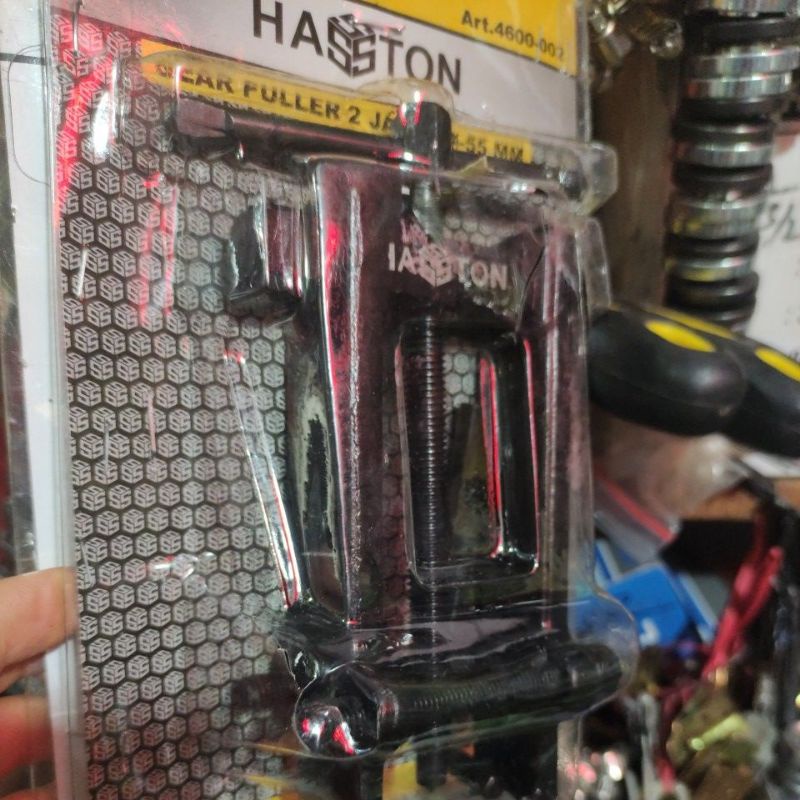 HASSTON
Art.4600-002
GEAR PULLER 2 JA
-55 MM
HASSTON